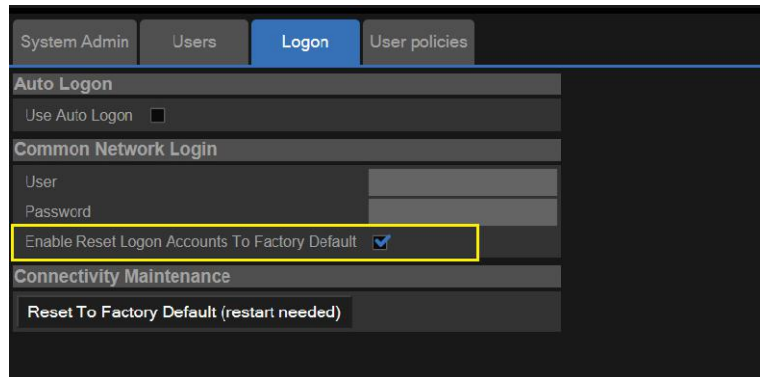 System Admin Users Logon User policies
Auto Logon
Use Auto Logon
Common Network Login
User
Password
Enable Reset Logon Accounts To Factory Default
Connectivity Maintenance
Reset To Factory Default (restart needed)